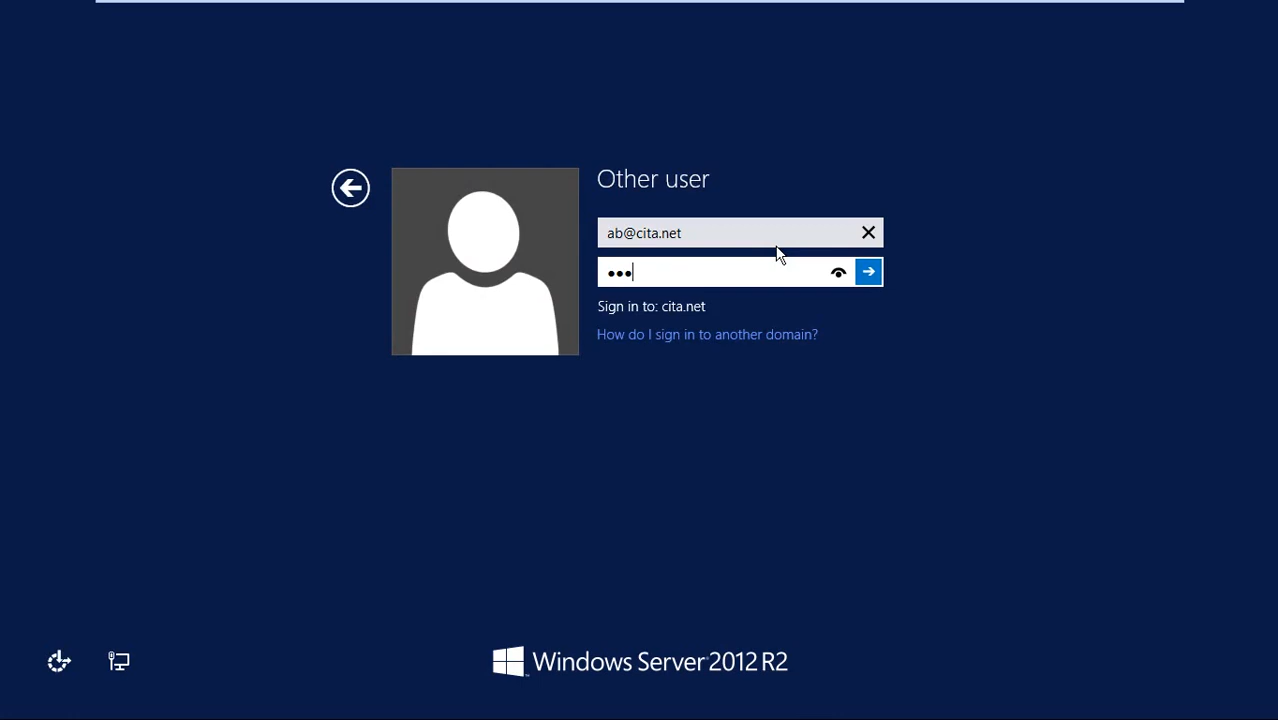 Other user
ab@cita.net
●●●
Sign in to: cita.net
How do I sign in to another domain?
Windows Server 2012 R2